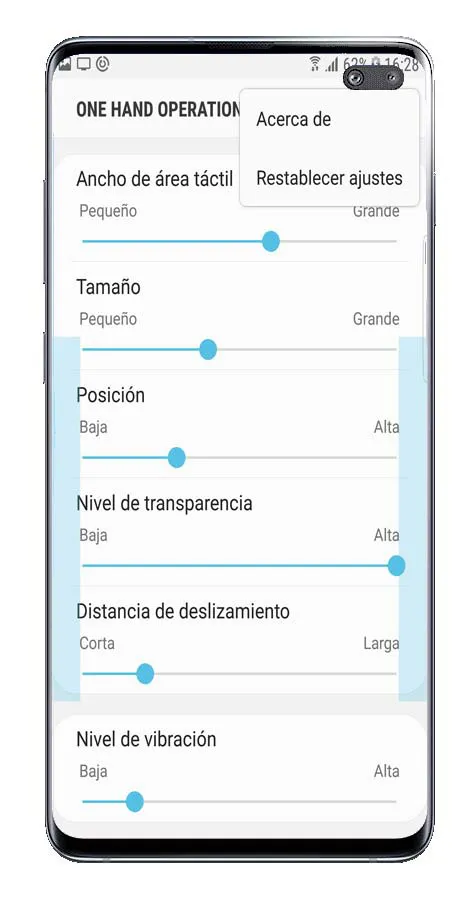 62% 16:28
ONE HAND OPERATION
Acerca de
Restablecer ajustes
Ancho de área táctil
Pequeño Grande
Tamaño
Pequeño Grande
Posición
Baja Alta
Nivel de transparencia
Baja Alta
Distancia de deslizamiento
Corta Larga
Nivel de vibración
Baja Alta